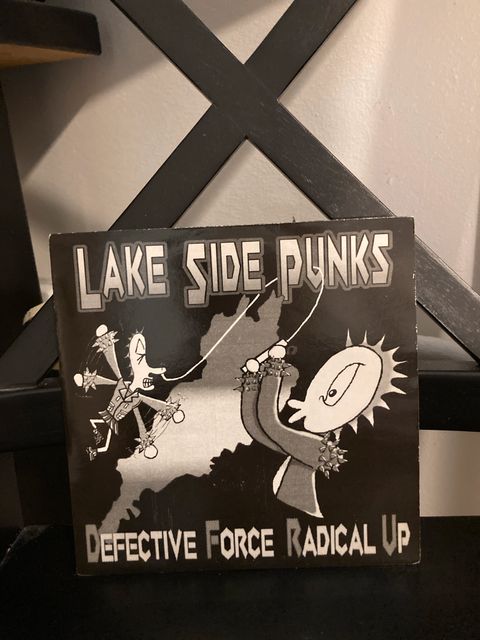 LAKE SIDE PUNKS
DEFECTIVE FORCE RADICAL UP